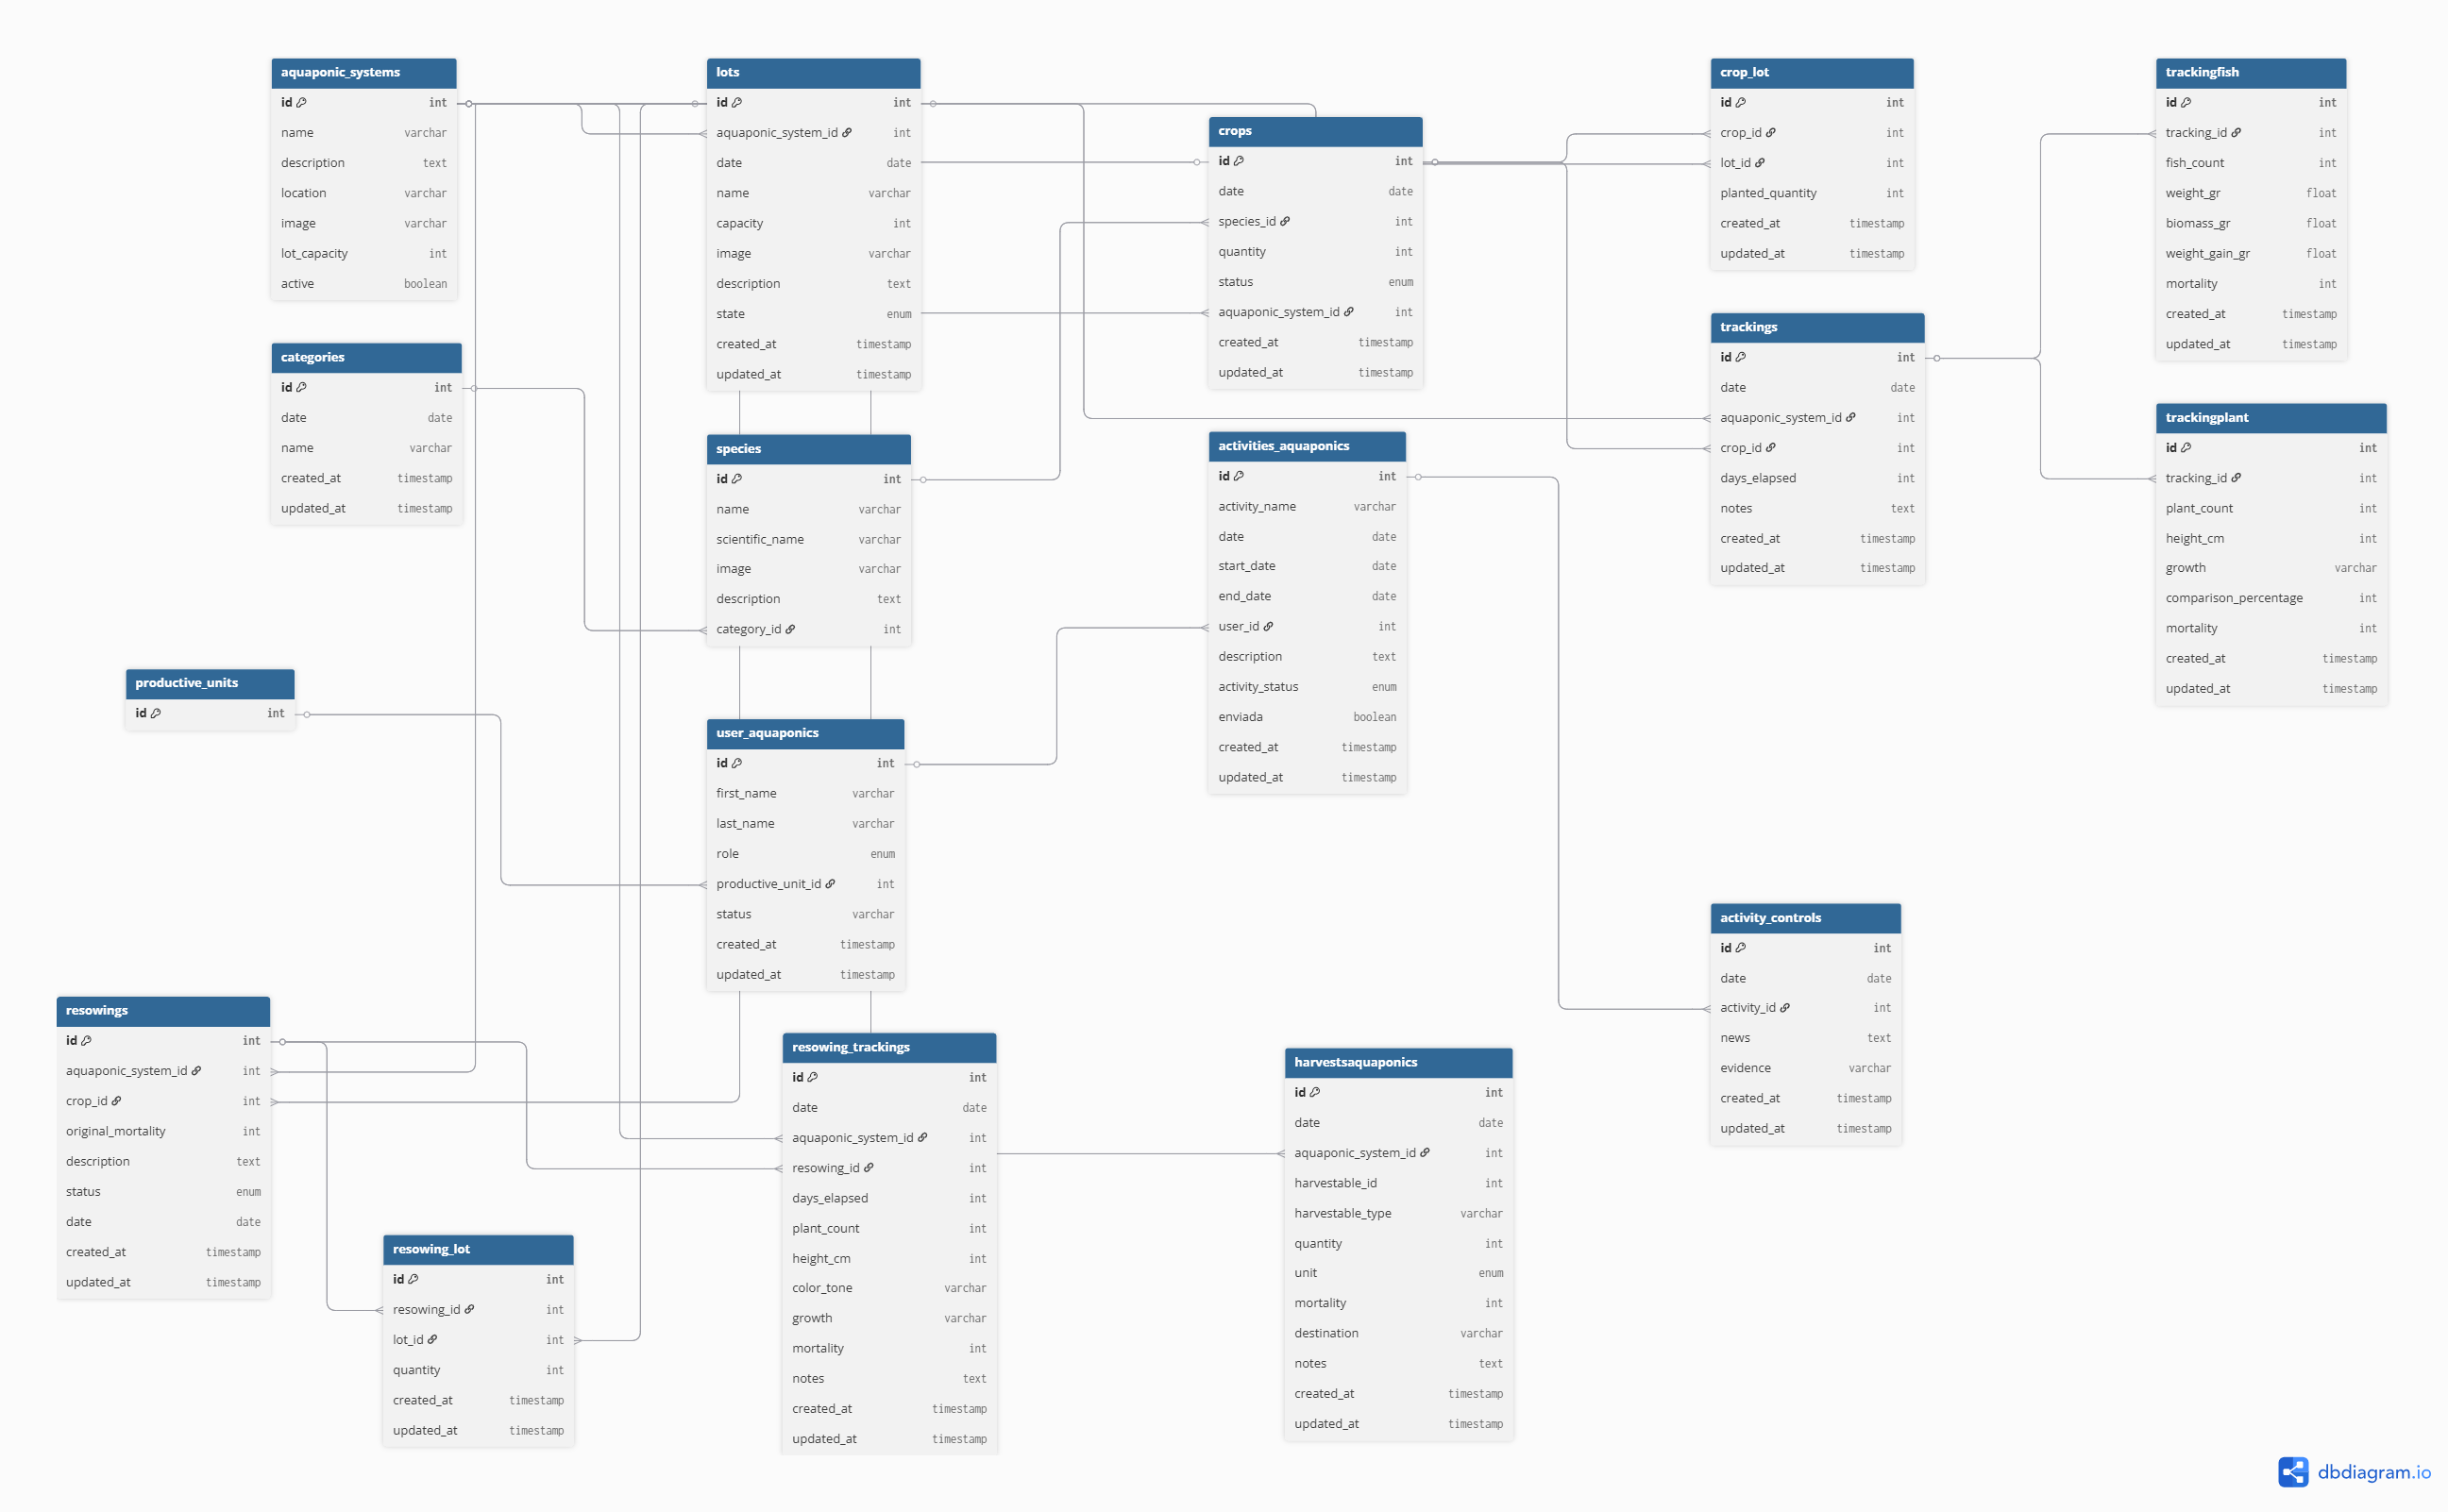 aquaponic_systems
id int
name varchar
description text
location varchar
image varchar
lot_capacity int
active boolean
categories
id int
date date
name varchar
created_at timestamp
updated_at timestamp
productive_units
id int
resowings
id int
aquaponic_system_id int
crop_id int
original_mortality int
description text
status enum
date date
created_at timestamp
updated_at timestamp
resowing_lot
id int
resowing_id int
lot_id int
quantity int
created_at timestamp
updated_at timestamp
lots
id int
aquaponic_system_id int
date date
name varchar
capacity int
image varchar
description text
state enum
created_at timestamp
updated_at timestamp
species
id int
name varchar
scientific_name varchar
image varchar
description text
category_id int
user_aquaponics
id int
first_name varchar
last_name varchar
role enum
productive_unit_id int
status varchar
created_at timestamp
updated_at timestamp
resowing_trackings
id int
date date
aquaponic_system_id int
resowing_id int
days_elapsed int
plant_count int
height_cm int
color_tone varchar
growth varchar
mortality int
notes text
created_at timestamp
updated_at timestamp
crops
id int
date date
species_id int
quantity int
status enum
aquaponic_system_id int
created_at timestamp
updated_at timestamp
activities_aquaponics
id int
activity_name varchar
date date
start_date date
end_date date
user_id int
description text
activity_status enum
enviada boolean
created_at timestamp
updated_at timestamp
harvestsaquaponics
id int
date date
aquaponic_system_id int
harvestable_id int
harvestable_type varchar
quantity int
unit enum
mortality int
destination varchar
notes text
created_at timestamp
updated_at timestamp
crop_lot
id int
crop_id int
lot_id int
planted_quantity int
created_at timestamp
updated_at timestamp
trackings
id int
date date
aquaponic_system_id int
crop_id int
days_elapsed int
notes text
created_at timestamp
updated_at timestamp
activity_controls
id int
date date
activity_id int
news text
evidence varchar
created_at timestamp
updated_at timestamp
trackingfish
id int
tracking_id int
fish_count int
weight_gr float
biomass_gr float
weight_gain_gr float
mortality int
created_at timestamp
updated_at timestamp
trackingplant
id int
tracking_id int
plant_count int
height_cm int
growth varchar
comparison_percentage int
mortality int
created_at timestamp
updated_at timestamp
dbdiagram.io